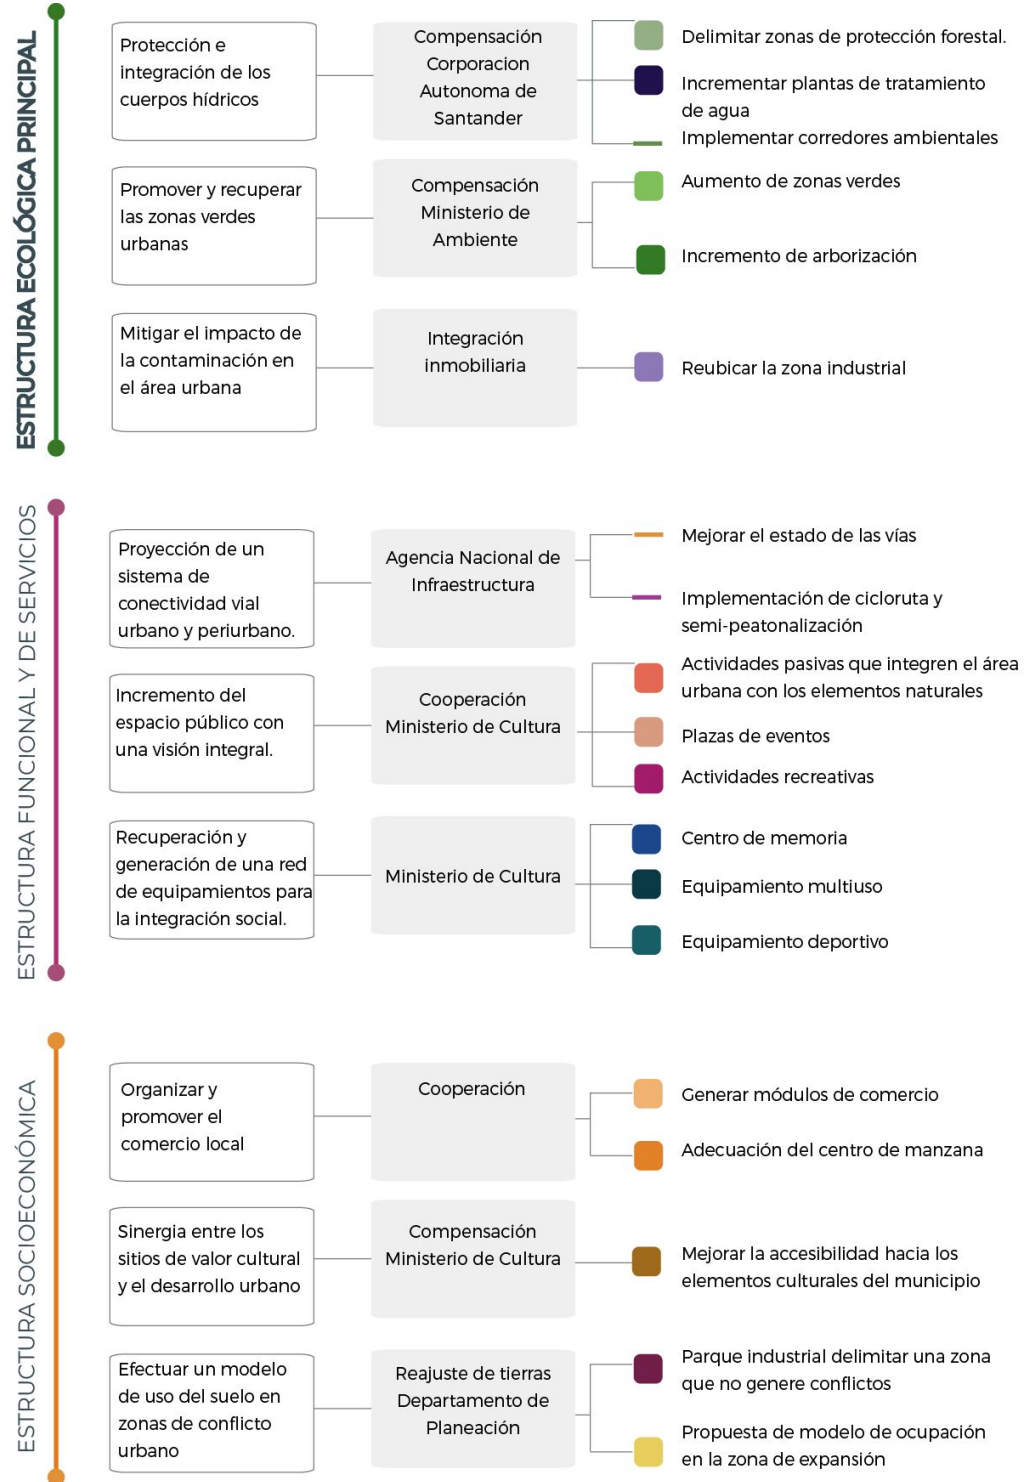 ESTRUCTURA ECOLÓGICA PRINCIPAL
Protección e
integración de los
cuerpos hídricos
Compensación
Corporacion
Autonoma de
Santander
Delimitar zonas de protección forestal.
Incrementar plantas de tratamiento
de agua
Implementar corredores ambientales
Promover y recuperar
las zonas verdes
urbanas
Compensación
Ministerio de
Ambiente
Aumento de zonas verdes
Incremento de arborización
Mitigar el impacto de
la contaminación en
el área urbana
Integración
inmobiliaria
Reubicar la zona industrial
ESTRUCTURA FUNCIONAL Y DE SERVICIOS
Proyección de un
sistema de
conectividad vial
urbano y periurbano.
Agencia Nacional de
Infraestructura
Mejorar el estado de las vías
Implementación de cicloruta y
semi-peatonalización
Incremento del
espacio público con
una visión integral.
Cooperación
Ministerio de Cultura
Actividades pasivas que integren el área
urbana con los elementos naturales
Plazas de eventos
Actividades recreativas
Recuperación y
generación de una red
de equipamientos para
la integración social.
Ministerio de Cultura
Centro de memoria
Equipamiento multiuso
Equipamiento deportivo
ESTRUCTURA SOCIOECONÓMICA
Organizar y
promover el
comercio local
Cooperación
Generar módulos de comercio
Adecuación del centro de manzana
Sinergia entre los
sitios de valor cultural
y el desarrollo urbano
Compensación
Ministerio de Cultura
Mejorar la accesibilidad hacia los
elementos culturales del municipio
Efectuar un modelo
de uso del suelo en
zonas de conflicto
urbano
Reajuste de tierras
Departamento de
Planeación
Parque industrial delimitar una zona
que no genere conflictos
Propuesta de modelo de ocupación
en la zona de expansión